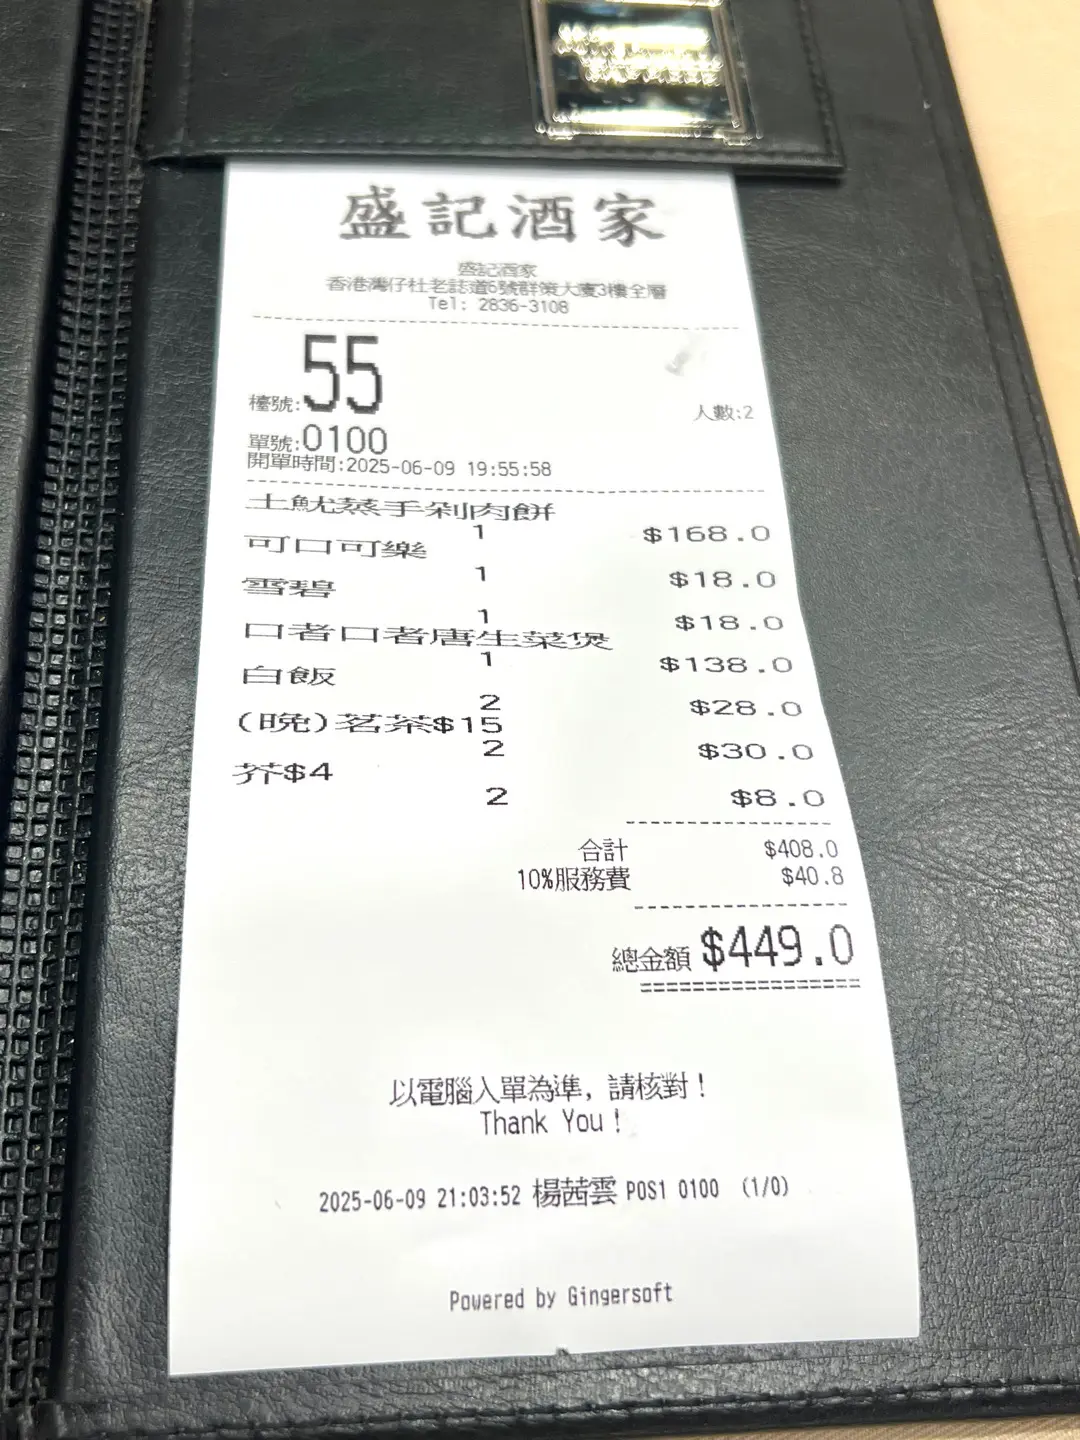 盛記酒家
盛記酒家
香港灣仔杜老誌道6號群策大廈3樓全層
Tel: 2836-3108
檯號:55 人數:2
單號:0100
開單時間:2025-06-09 19:55:58
土魷蒸手剁肉餅
1 $168.0
可口可樂
1 $18.0
雪碧
1 $18.0
口者口者唐生菜煲
1 $138.0
白飯
2 $28.0
(晚)茗茶$15
2 $30.0
芥$4
2 $8.0
合計 $408.0
10%服務費 $40.8
總金額 $449.0
以電腦入單為準, 請核對!
Thank You!
2025-06-09 21:03:52 楊茜雲 POS1 0100 (1/0)
Powered by Gingersoft